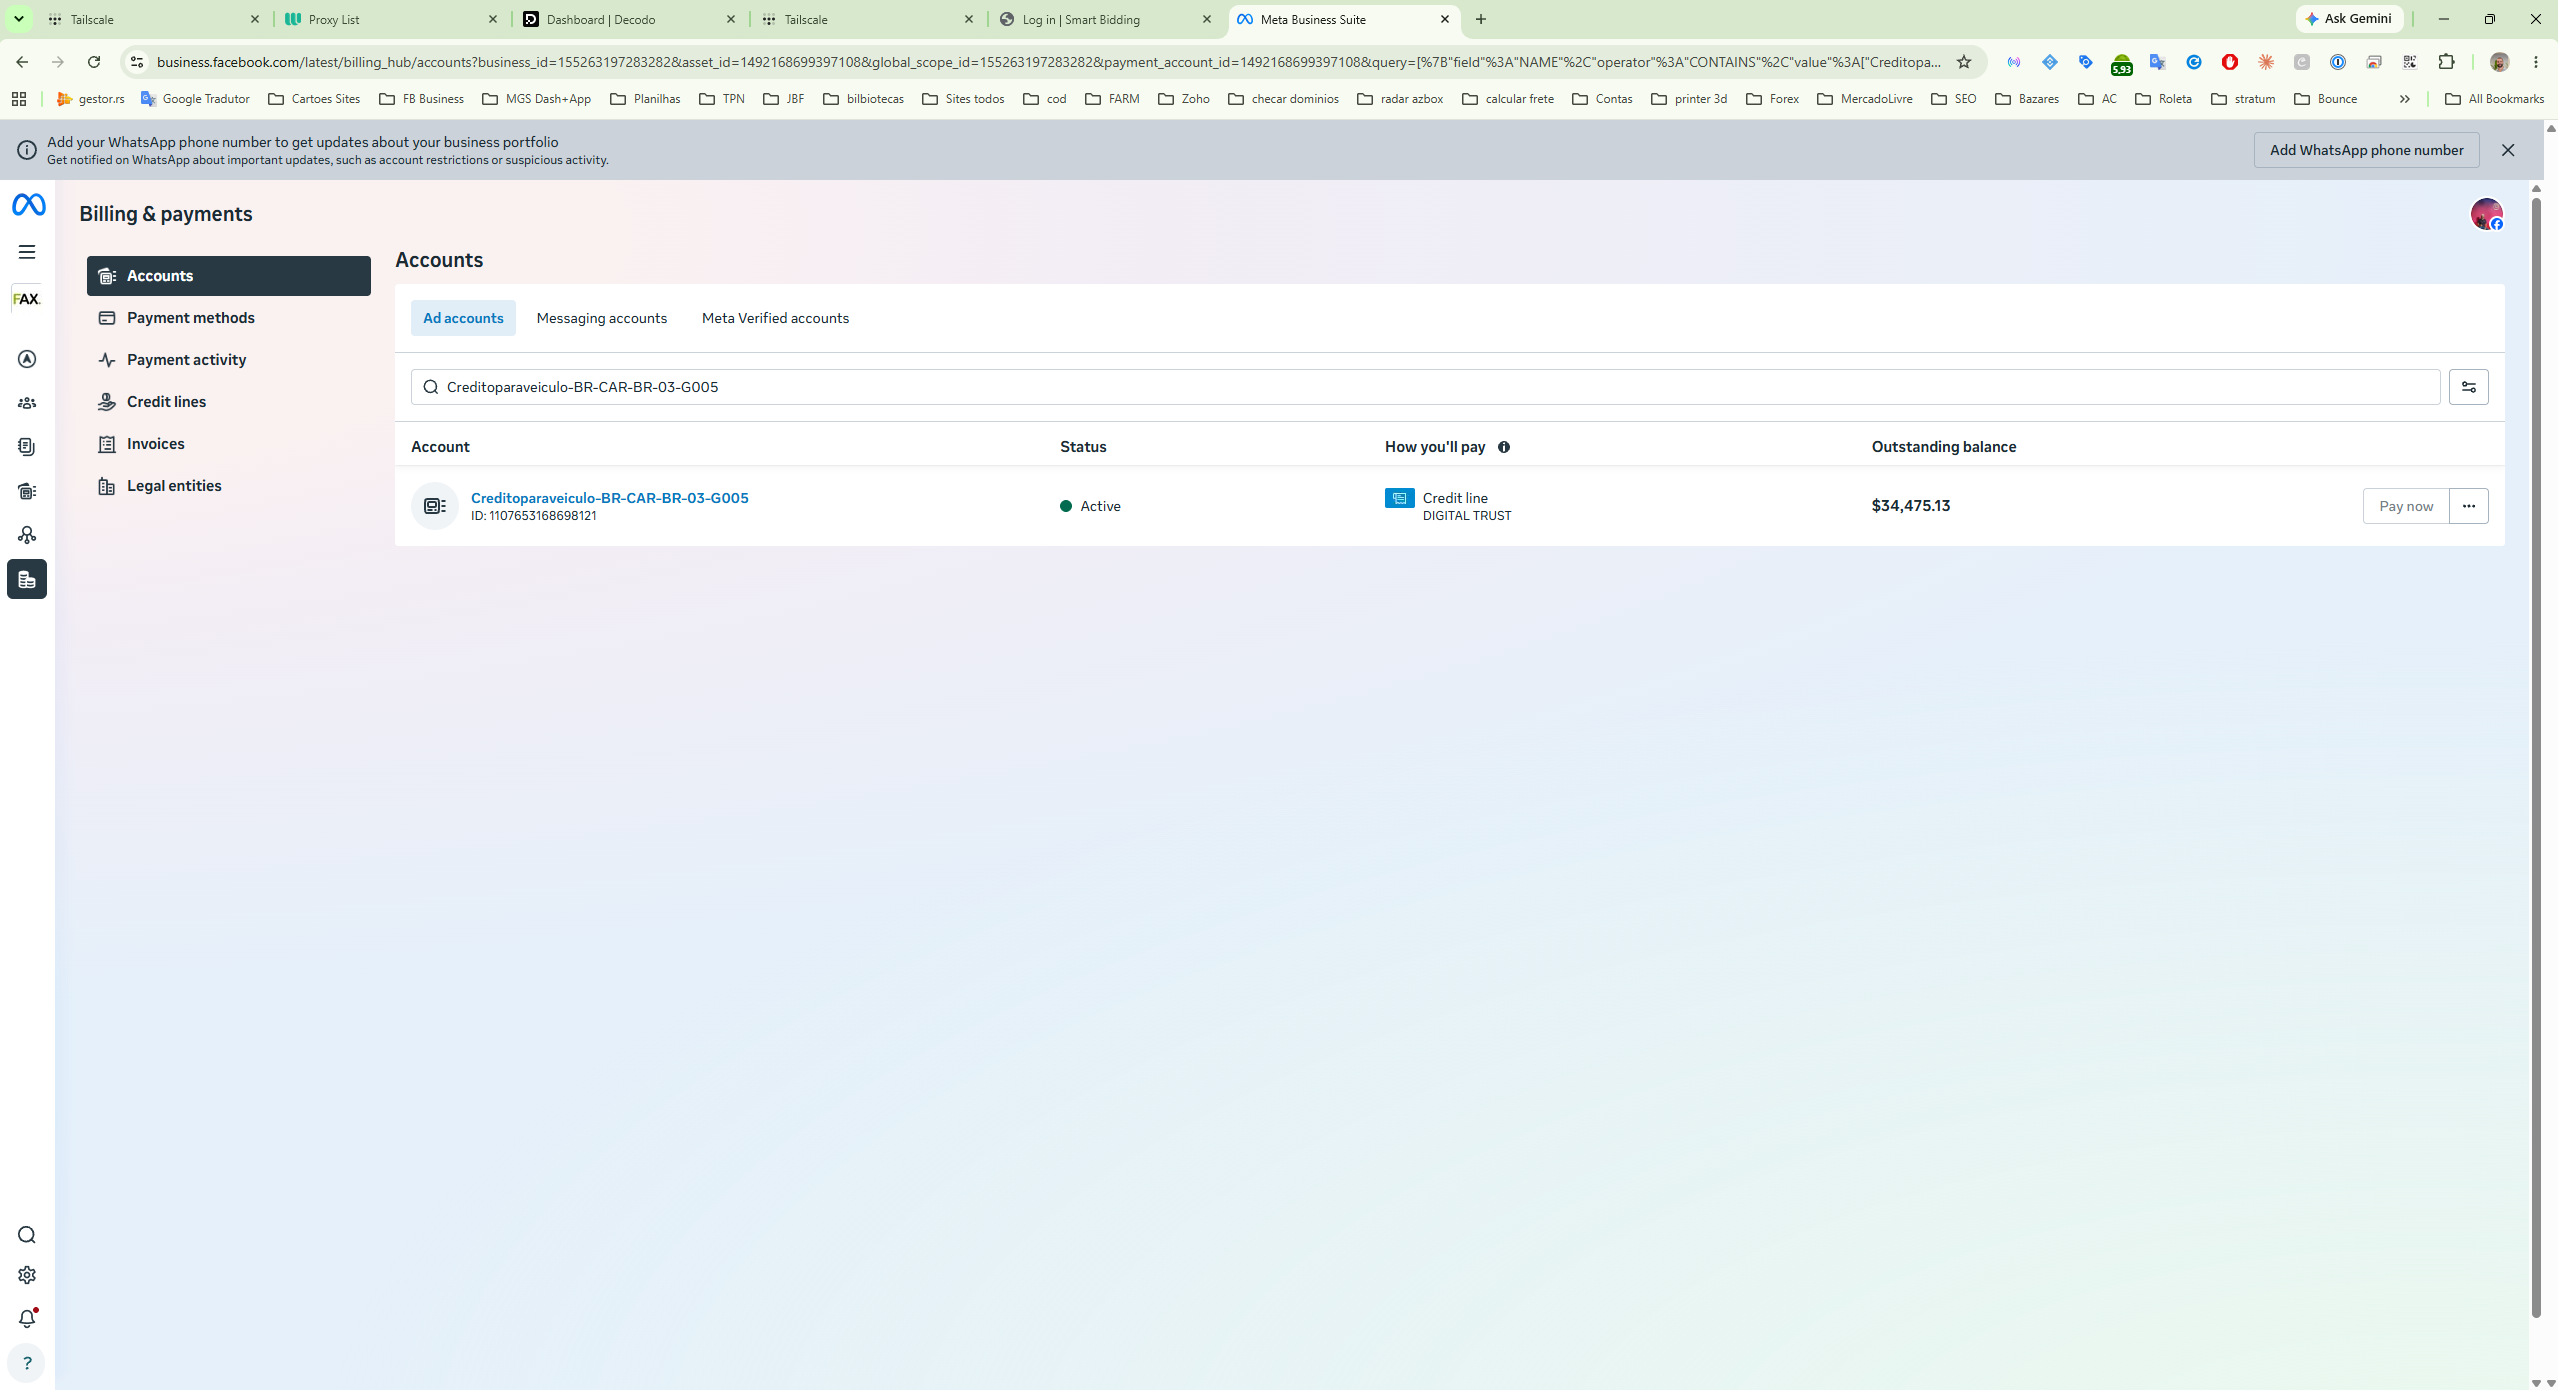 Tailscale
Proxy List
Dashboard | Decodo
Tailscale
Log in | Smart Bidding
Meta Business Suite
Ask Gemini
business.facebook.com/latest/billing_hub/accounts?business_id=155263197283282&asset_id=1492168699397108&global_scope_id=155263197283282&payment_account_id=1492168699397108&query=[%7B"field"%3A"NAME"%2C"operator"%3A"CONTAINS"%2C"value"%3A["Creditopa...
5,93
gestor.rs
Google Tradutor
Cartoes Sites
FB Business
MGS Dash+App
Planilhas
TPN
JBF
bilbiotecas
Sites todos
cod
FARM
Zoho
checar dominios
radar azbox
calcular frete
Contas
printer 3d
Forex
MercadoLivre
SEO
Bazares
AC
Roleta
stratum
Bounce
All Bookmarks
Add your WhatsApp phone number to get updates about your business portfolio
Get notified on WhatsApp about important updates, such as account restrictions or suspicious activity.
Add WhatsApp phone number
Billing & payments
FAX.
Accounts
Payment methods
Payment activity
Credit lines
Invoices
Legal entities
Accounts
Ad accounts
Messaging accounts
Meta Verified accounts
Creditoparaveiculo-BR-CAR-BR-03-G005
Account
Status
How you'll pay
Outstanding balance
Creditoparaveiculo-BR-CAR-BR-03-G005
ID: 1107653168698121
Active
Credit line
DIGITAL TRUST
$34,475.13
Pay now
?